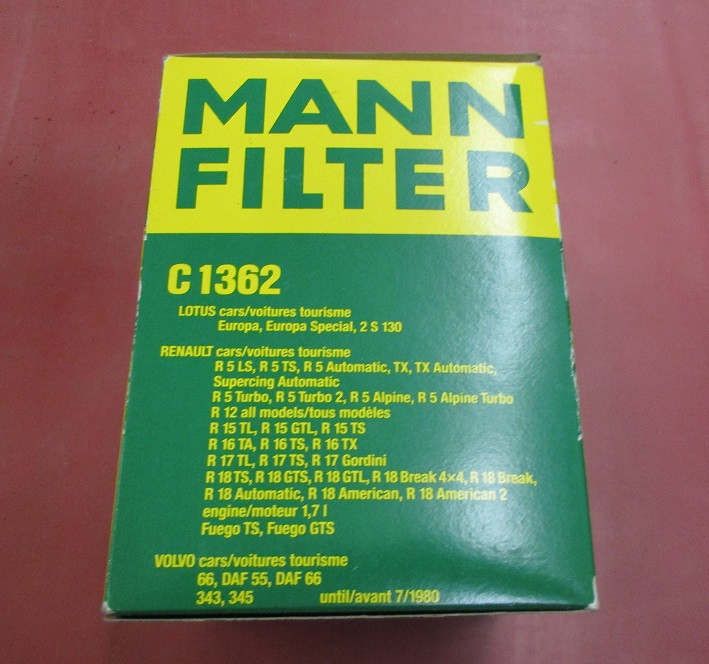 MANN
FILTER
C 1362
LOTUS cars/voitures tourisme
Europa, Europa Special, 2 S 130
RENAULT cars/voitures tourisme
R 5 LS, R 5 TS, R 5 Automatic, TX, TX Automatic,
Supercinq Automatic
R 5 Turbo, R 5 Turbo 2, R 5 Alpine, R 5 Alpine Turbo
R 12 all models/tous modèles
R 15 TL, R 15 GTL, R 15 TS
R 16 TA, R 16 TS, R 16 TX
R 17 TL, R 17 TS, R 17 Gordini
R 18 TS, R 18 GTS, R 18 GTL, R 18 Break 4×4, R 18 Break,
R 18 Automatic, R 18 American, R 18 American 2
engine/moteur 1,7 l
Fuego TS, Fuego GTS
VOLVO cars/voitures tourisme
66, DAF 55, DAF 66
343, 345 until/avant 7/1980